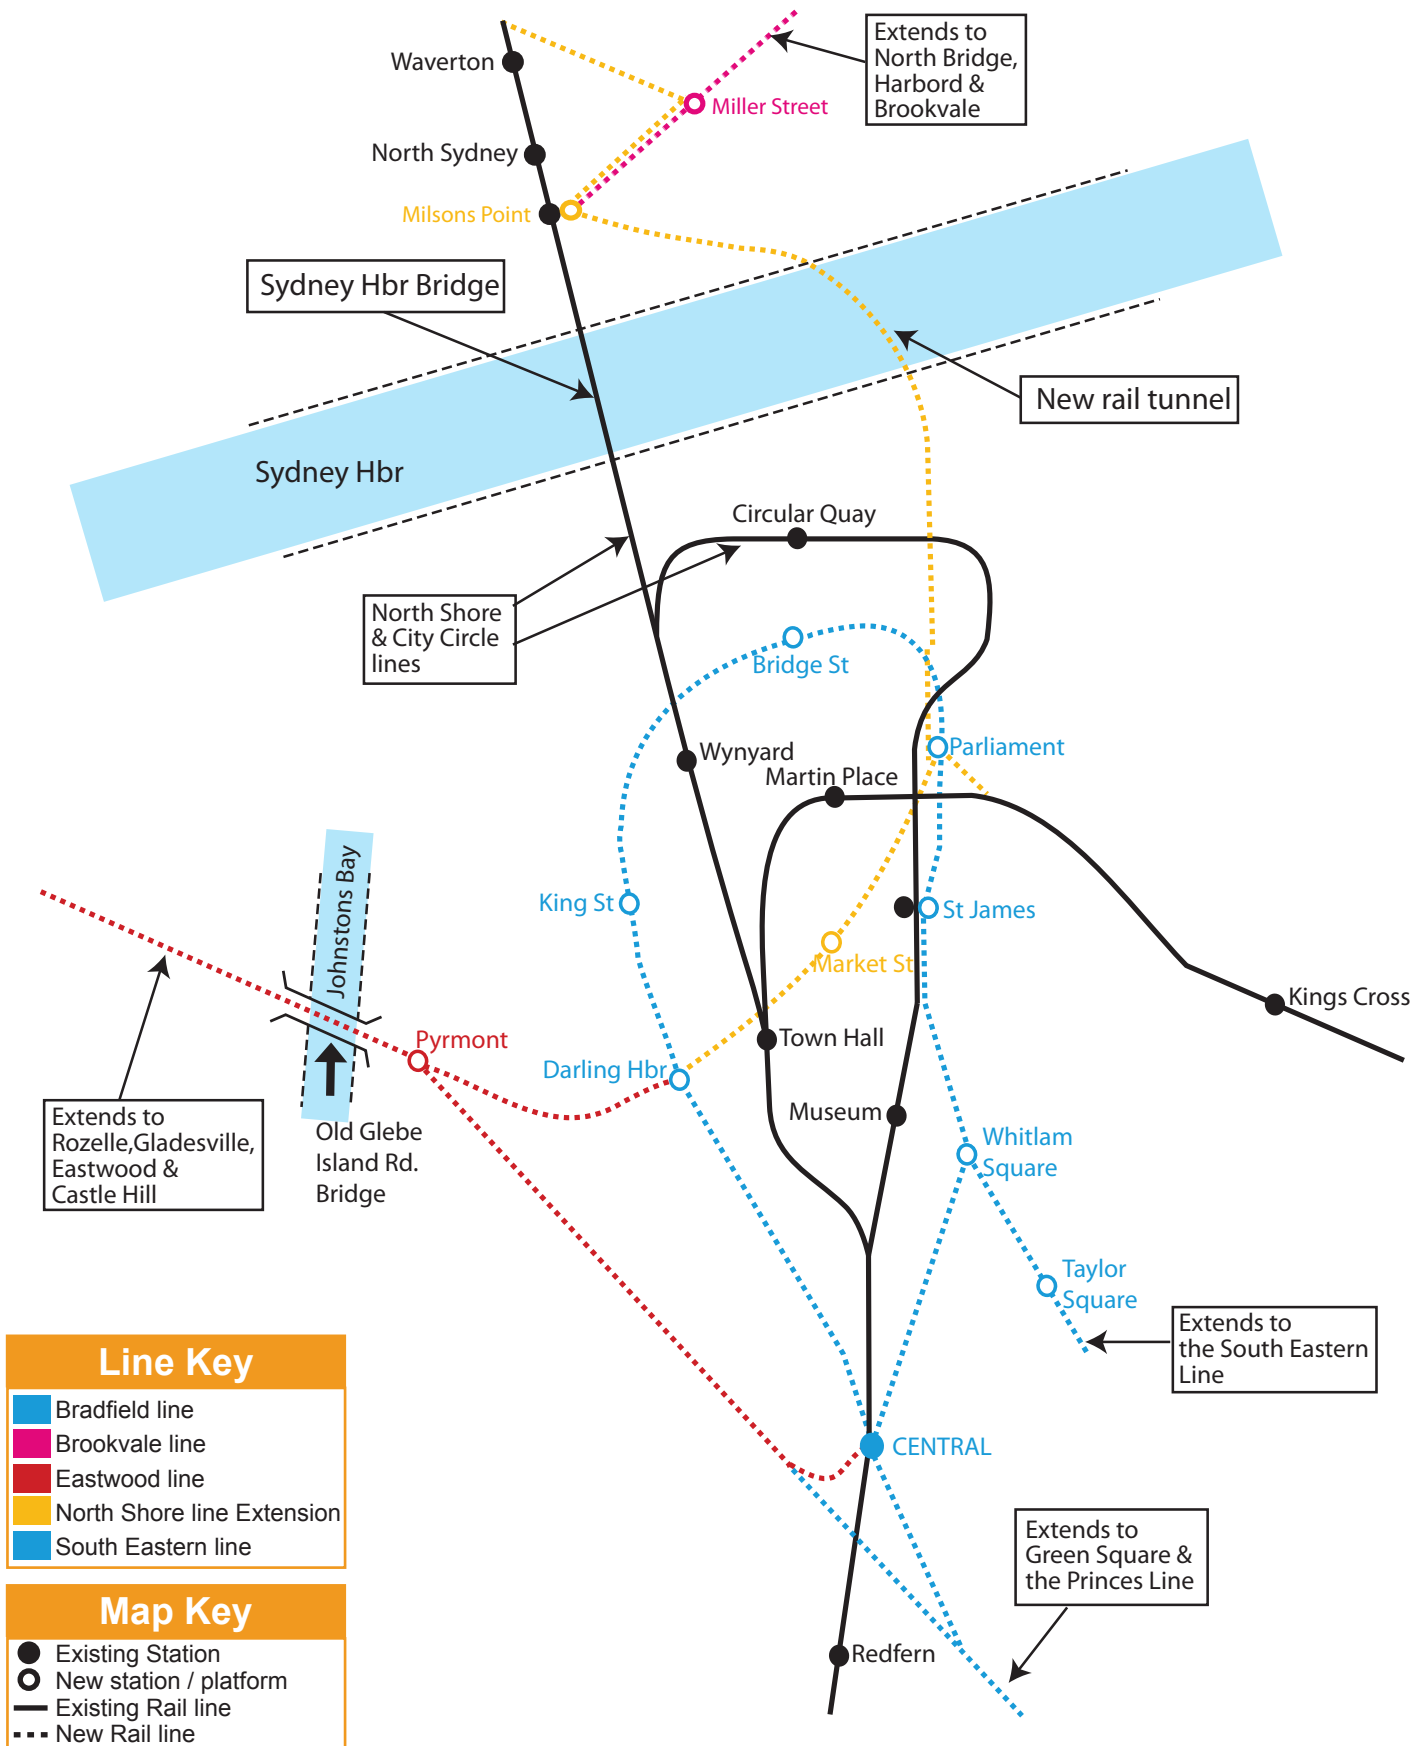 Waverton
Extends to
North Bridge,
Harbord &
Brookvale
Miller Street
North Sydney
Milsons Point
Sydney Hbr Bridge
New rail tunnel
Sydney Hbr
Circular Quay
North Shore
& City Circle
lines
Bridge St
Wynyard
Parliament
Martin Place
Johnstons Bay
King St
St James
Market St
Kings Cross
Pyrmont
Town Hall
Darling Hbr
Museum
Extends to
Rozelle,Gladesville,
Eastwood &
Castle Hill
Old Glebe
Island Rd.
Bridge
Whitlam
Square
Taylor
Square
Extends to
the South Eastern
Line
Line Key
Bradfield line
Brookvale line
Eastwood line
North Shore line Extension
South Eastern line
CENTRAL
Extends to
Green Square &
the Princes Line
Map Key
Existing Station
New station / platform
Existing Rail line
New Rail line
Redfern